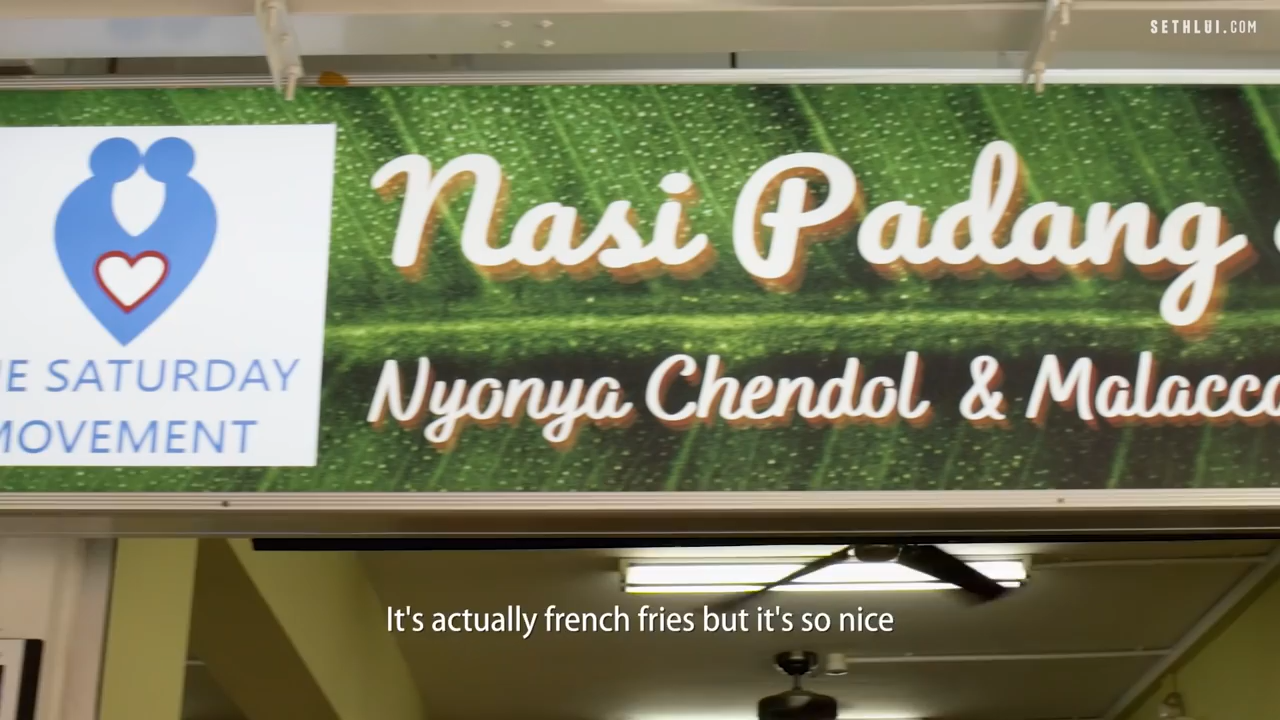 SETHLUI.COM
Nasi Padang
SATURDAY
MOVEMENT
Nyonya Chendol & Malacca
It's actually french fries but it's so nice